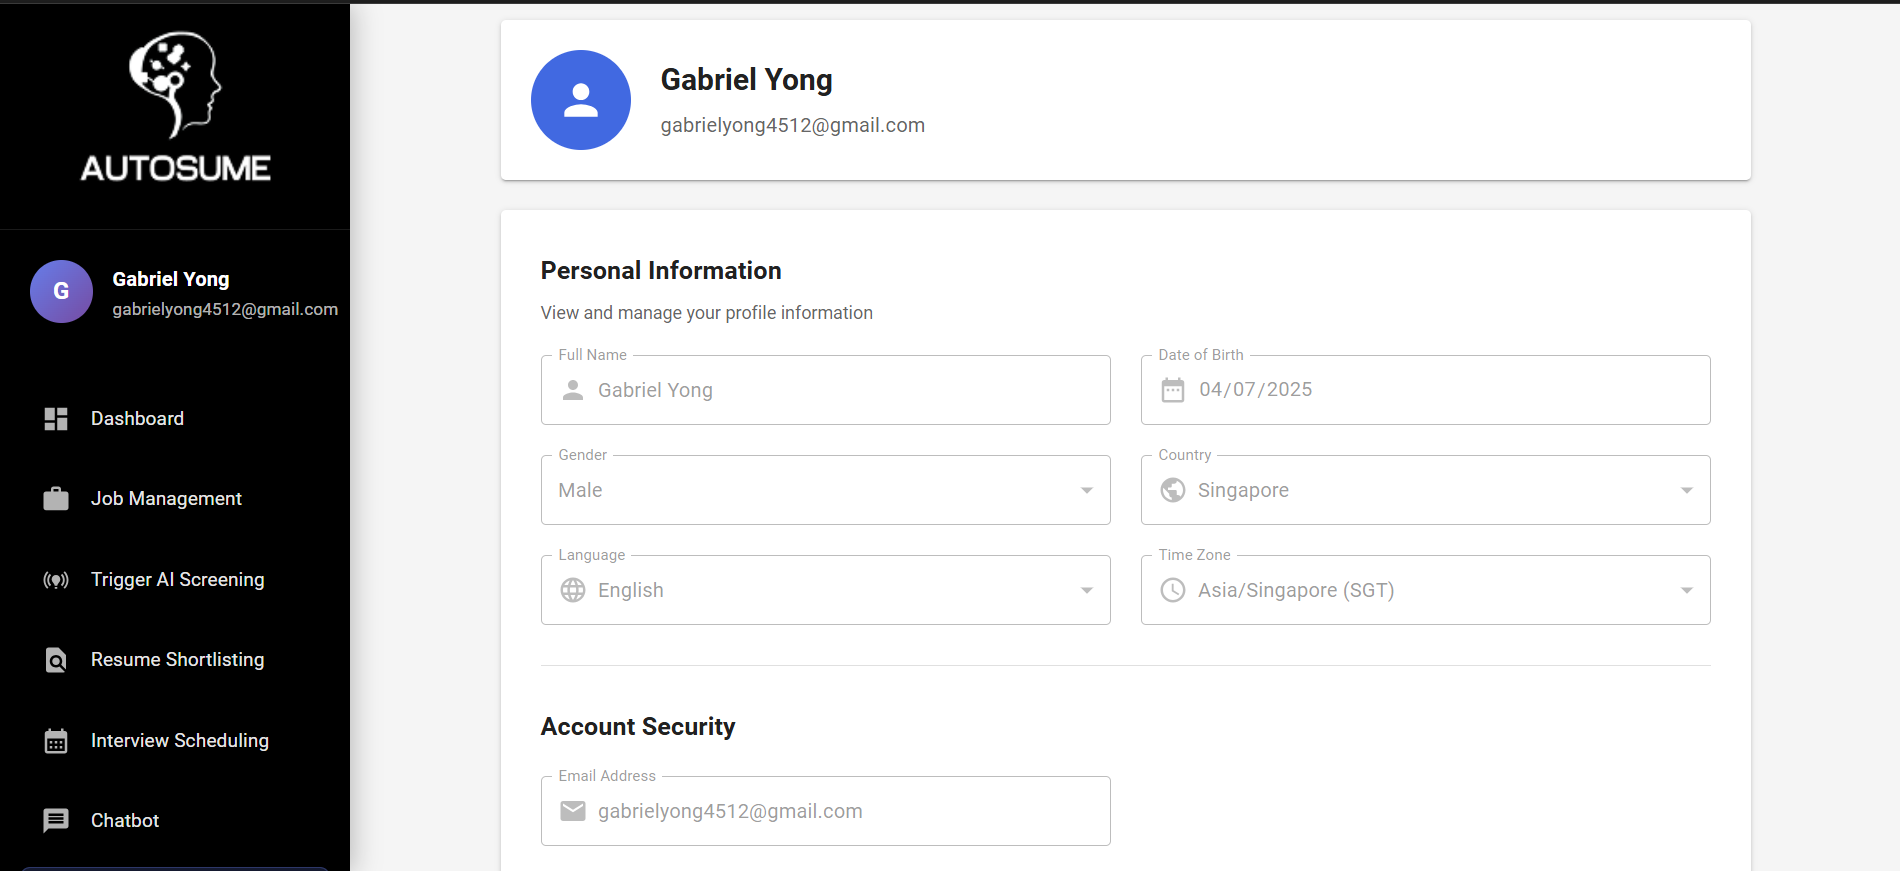 AUTOSUME
G
Gabriel Yong
gabrielyong4512@gmail.com
Dashboard
Job Management
Trigger AI Screening
Resume Shortlisting
Interview Scheduling
Chatbot
Gabriel Yong
gabrielyong4512@gmail.com
Personal Information
View and manage your profile information
Full Name
Gabriel Yong
Date of Birth
04/07/2025
Gender
Male
Country
Singapore
Language
English
Time Zone
Asia/Singapore (SGT)
Account Security
Email Address
gabrielyong4512@gmail.com